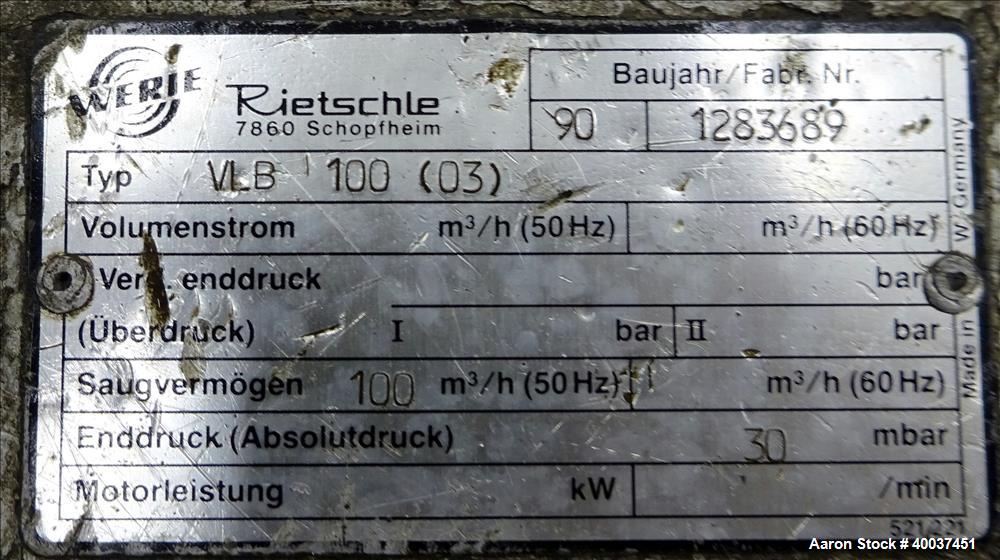 WERIE
Rietschle
7860 Schopfheim
Baujahr/Fabr. Nr.
90 1283689
Typ VLB 100 (03)
Volumenstrom m³/h (50 Hz) m³/h (60 Hz)
enddruck bar
(Überdruck) I bar II bar
Saugvermögen 100 m³/h (50 Hz) m³/h (60 Hz)
Enddruck (Absolutdruck) 30 mbar
Motorleistung kW /min
Made in W Germany
Aaron Stock # 40037451